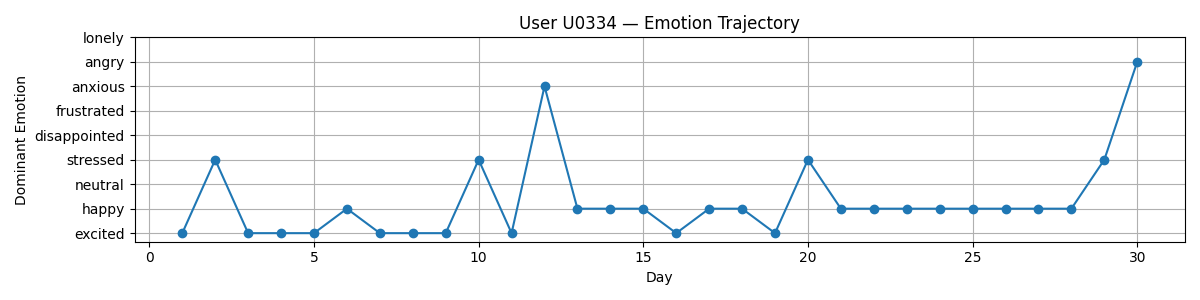 User U0334 — Emotion Trajectory
Dominant Emotion
lonely
angry
anxious
frustrated
disappointed
stressed
neutral
happy
excited
0 5 10 15 20 25 30
Day